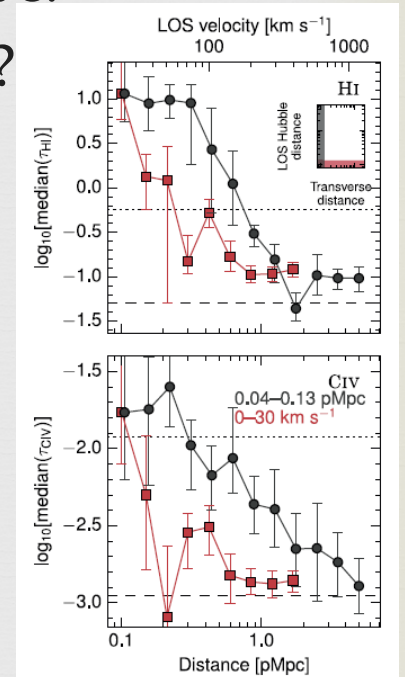 ?
LOS velocity [km s⁻¹]
100 1000
HI
LOS Hubble
distance
Transverse
distance
log₁₀[median(τHI)]
1.0
0.5
0.0
−0.5
−1.0
−1.5
CIV
0.04–0.13 pMpc
0–30 km s⁻¹
log₁₀[median(τCIV)]
−1.5
−2.0
−2.5
−3.0
0.1 1.0
Distance [pMpc]